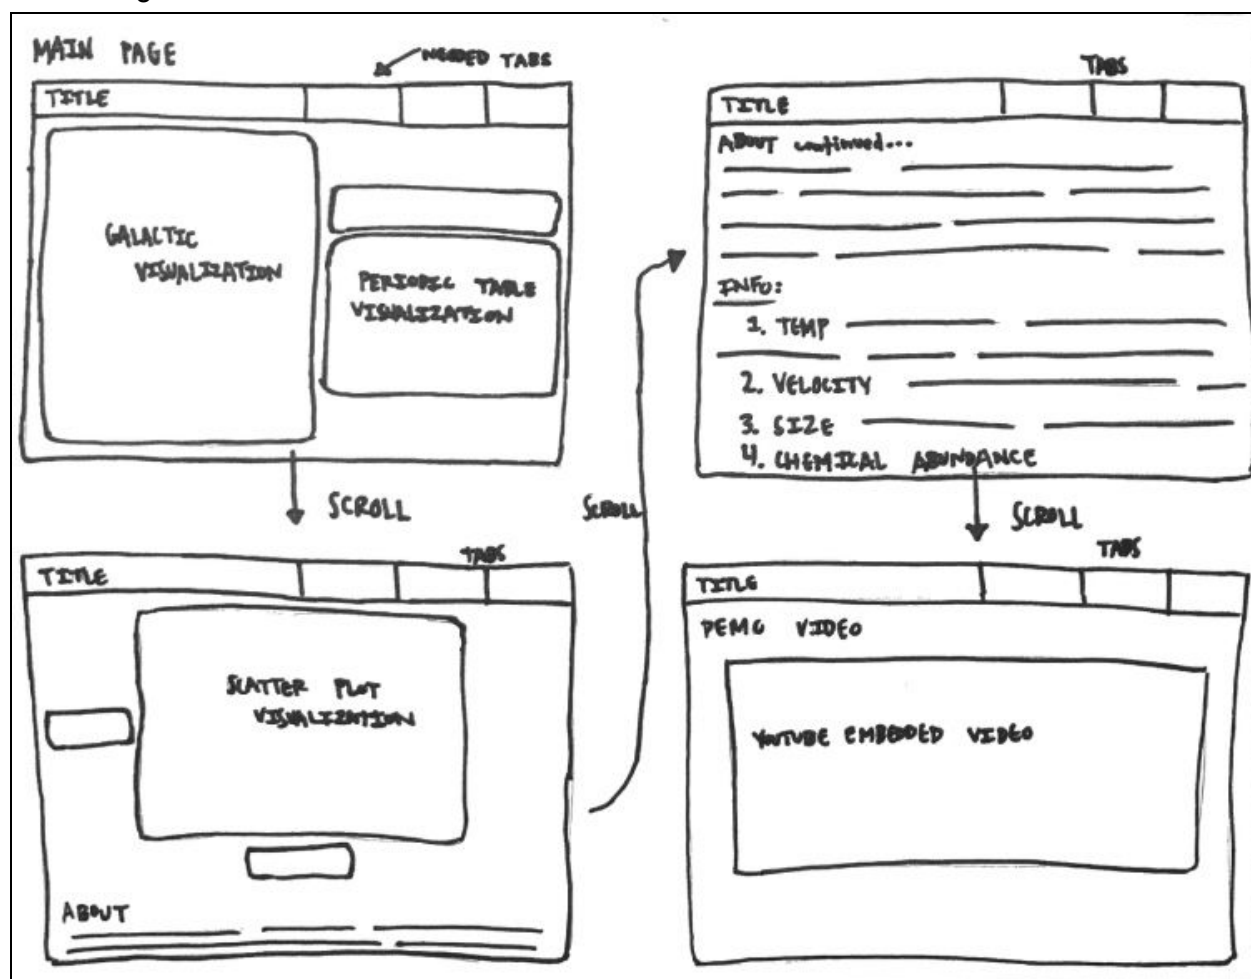 MAIN PAGE
NEEDED TABS
TITLE
GALACTIC
VISUALIZATION
PERIODIC TABLE
VISUALIZATION
SCROLL
TITLE
TABS
SCATTER PLOT
VISUALIZATION
ABOUT
SCROLL
TABS
TITLE
ABOUT continued...
INFO:
1. TEMP
2. VELOCITY
3. SIZE
4. CHEMICAL ABUNDANCE
SCROLL
TABS
TITLE
DEMO VIDEO
YOUTUBE EMBEDDED VIDEO